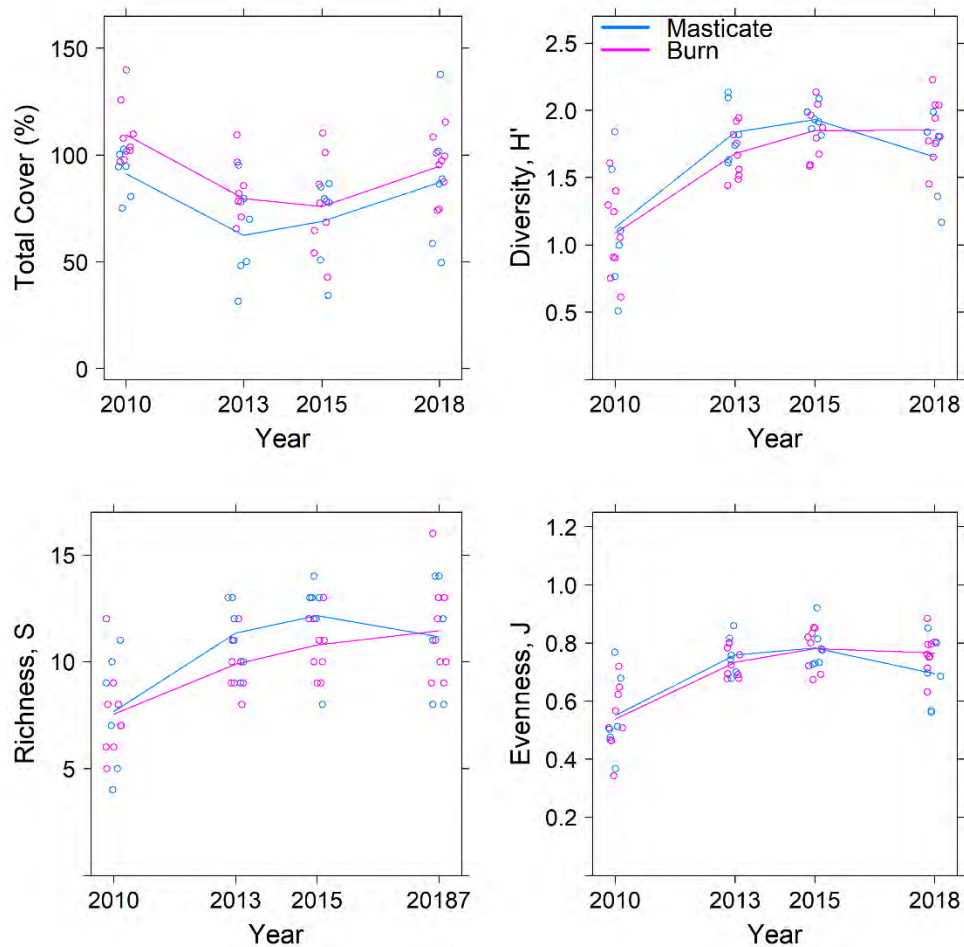 Total Cover (%)
150
100
50
0
2010 2013 2015 2018
Year
Masticate
Burn
Diversity, H'
2.5
2.0
1.5
1.0
0.5
2010 2013 2015 2018
Year
Richness, S
15
10
5
2010 2013 2015 20187
Year
Evenness, J
1.2
1.0
0.8
0.6
0.4
0.2
2010 2013 2015 2018
Year